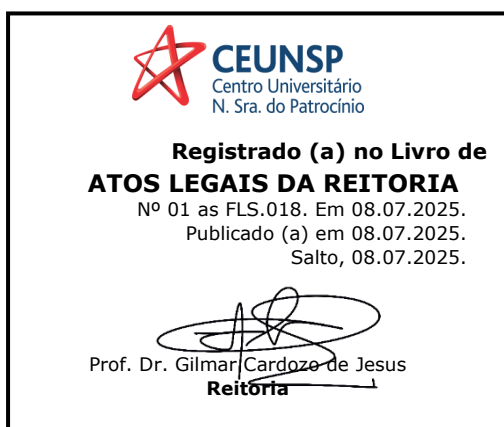 CEUNSP
Centro Universitário
N. Sra. do Patrocínio
Registrado (a) no Livro de
ATOS LEGAIS DA REITORIA
Nº 01 as FLS.018. Em 08.07.2025.
Publicado (a) em 08.07.2025.
Salto, 08.07.2025.
Prof. Dr. Gilmar Cardozo de Jesus
Reitoria